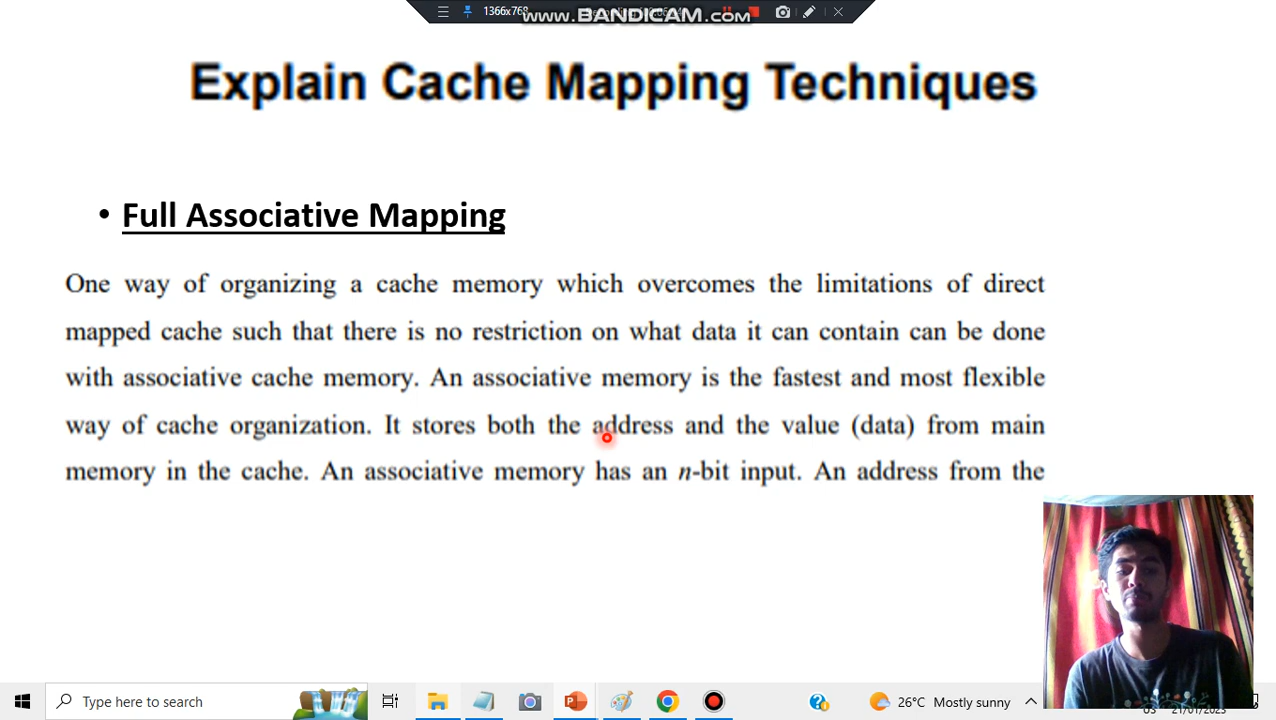 1366x768
www.BANDICAM.com
Explain Cache Mapping Techniques
• Full Associative Mapping
One way of organizing a cache memory which overcomes the limitations of direct
mapped cache such that there is no restriction on what data it can contain can be done
with associative cache memory. An associative memory is the fastest and most flexible
way of cache organization. It stores both the address and the value (data) from main
memory in the cache. An associative memory has an n-bit input. An address from the
Type here to search
26°C Mostly sunny
21/01/2023